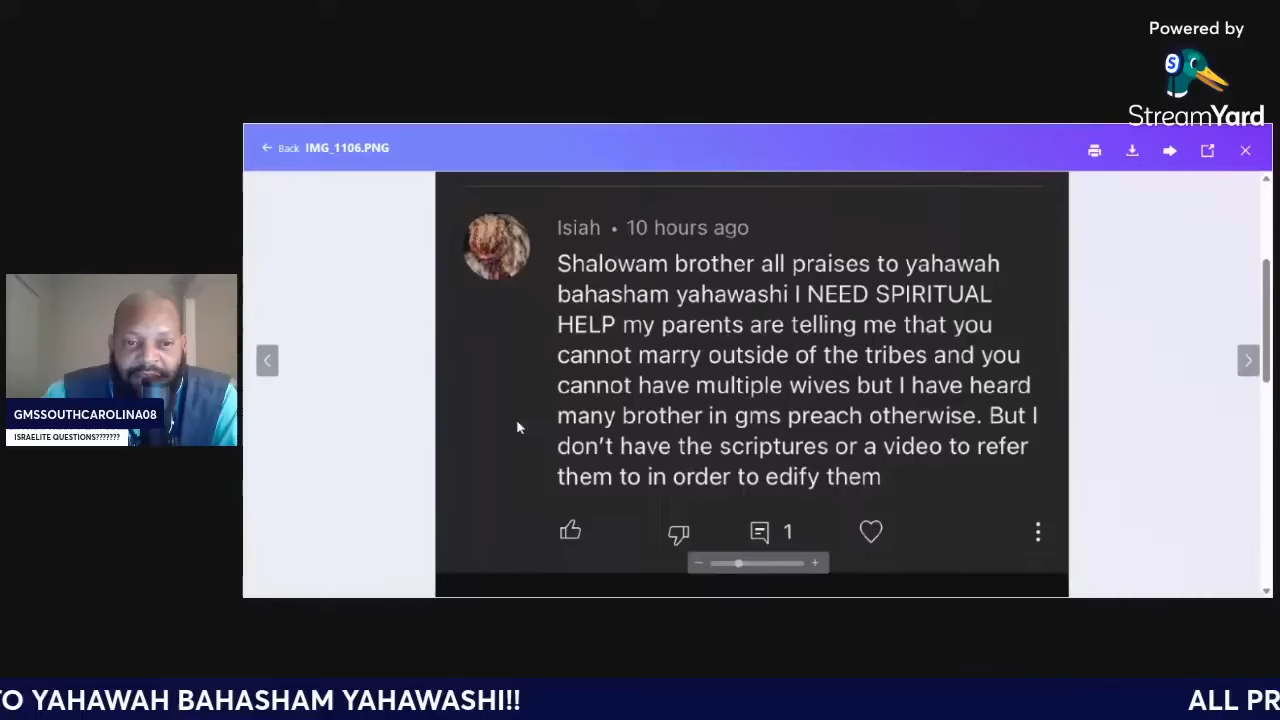 Powered by
StreamYard
Back IMG_1106.PNG
Isiah • 10 hours ago
Shalowam brother all praises to yahawah
bahasham yahawashi I NEED SPIRITUAL
HELP my parents are telling me that you
cannot marry outside of the tribes and you
cannot have multiple wives but I have heard
many brother in gms preach otherwise. But I
don’t have the scriptures or a video to refer
them to in order to edify them
1
GMSSOUTHCAROLINA08
ISRAELITE QUESTIONS???????
TO YAHAWAH BAHASHAM YAHAWASHI!! ALL PR